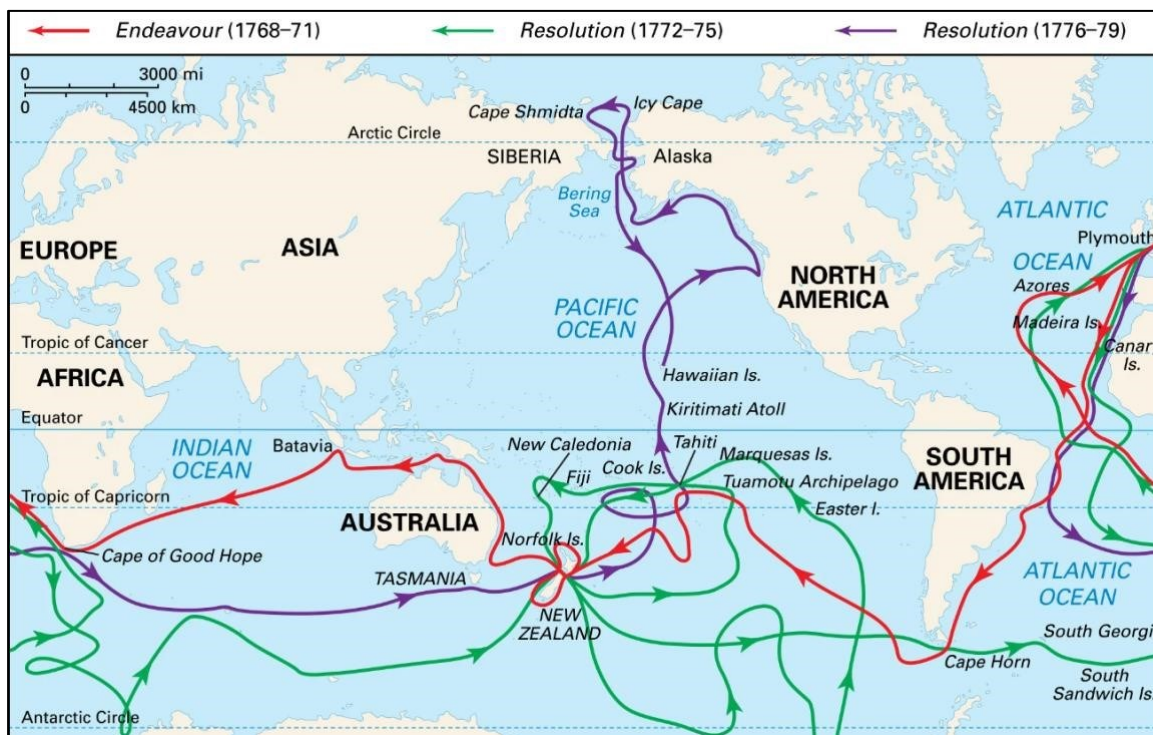 Endeavour (1768–71)
Resolution (1772–75)
Resolution (1776–79)
0 3000 mi
0 4500 km
Cape Shmidta
Icy Cape
Arctic Circle
SIBERIA
Alaska
Bering
Sea
ATLANTIC
OCEAN
Plymouth
EUROPE
ASIA
NORTH
AMERICA
Azores
PACIFIC
OCEAN
Madeira Is.
Tropic of Cancer
Canary
Is.
AFRICA
Hawaiian Is.
Kiritimati Atoll
Equator
INDIAN
OCEAN
Batavia
New Caledonia
Fiji
Cook Is.
Tahiti
Marquesas Is.
Tuamotu Archipelago
Easter I.
SOUTH
AMERICA
Tropic of Capricorn
AUSTRALIA
Norfolk Is.
Cape of Good Hope
TASMANIA
NEW
ZEALAND
ATLANTIC
OCEAN
South Georgi
Cape Horn
South
Sandwich Is.
Antarctic Circle